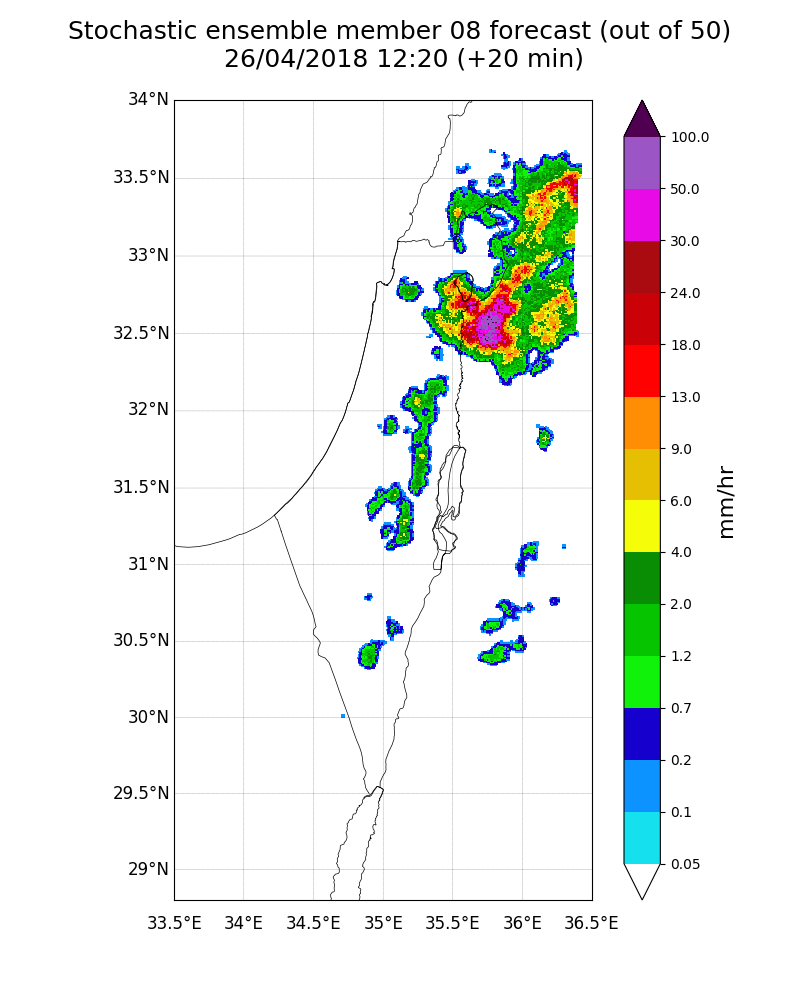 Stochastic ensemble member 08 forecast (out of 50)
26/04/2018 12:20 (+20 min)
34°N
33.5°N
33°N
32.5°N
32°N
31.5°N
31°N
30.5°N
30°N
29.5°N
29°N
33.5°E
34°E
34.5°E
35°E
35.5°E
36°E
36.5°E
100.0
50.0
30.0
24.0
18.0
13.0
9.0
6.0
4.0
2.0
1.2
0.7
0.2
0.1
0.05
mm/hr